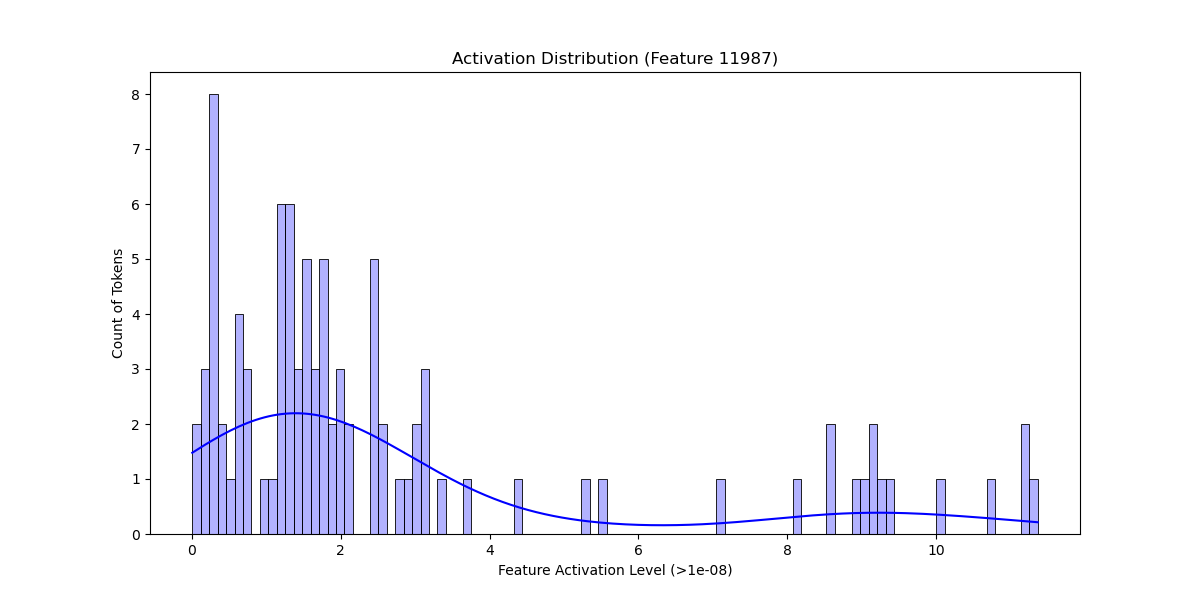 Activation Distribution (Feature 11987)
Count of Tokens
8
7
6
5
4
3
2
1
0
0 2 4 6 8 10
Feature Activation Level (>1e-08)